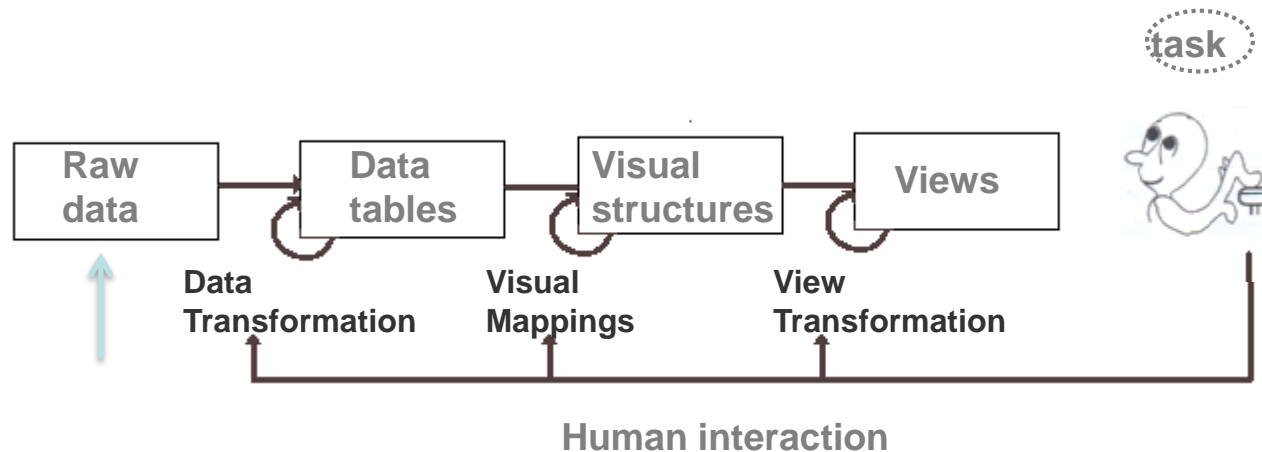 task
Raw
data
Data
tables
Visual
structures
Views
Data
Transformation
Visual
Mappings
View
Transformation
Human interaction